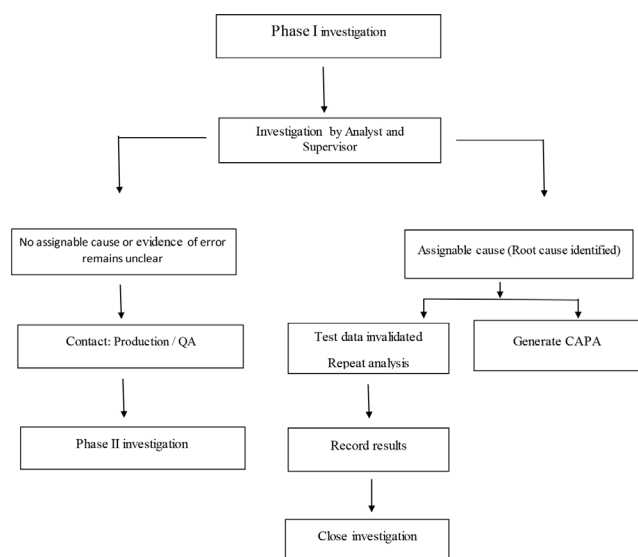 Phase I investigation
Investigation by Analyst and
Supervisor
No assignable cause or evidence of error
remains unclear
Assignable cause (Root cause identified)
Contact: Production / QA
Test data invalidated
Repeat analysis
Generate CAPA
Phase II investigation
Record results
Close investigation